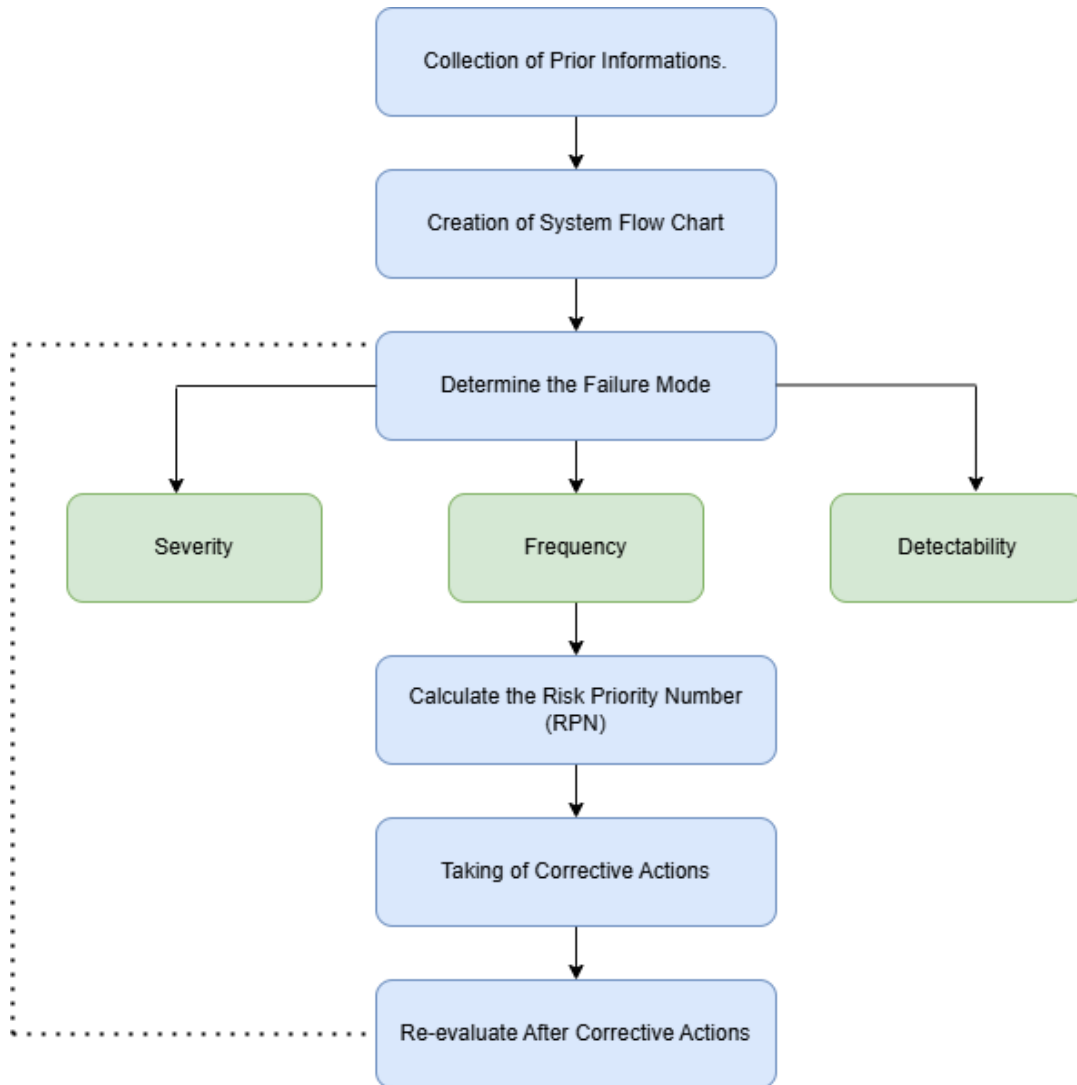 Collection of Prior Informations.
Creation of System Flow Chart
Determine the Failure Mode
Severity
Frequency
Detectability
Calculate the Risk Priority Number
(RPN)
Taking of Corrective Actions
Re-evaluate After Corrective Actions